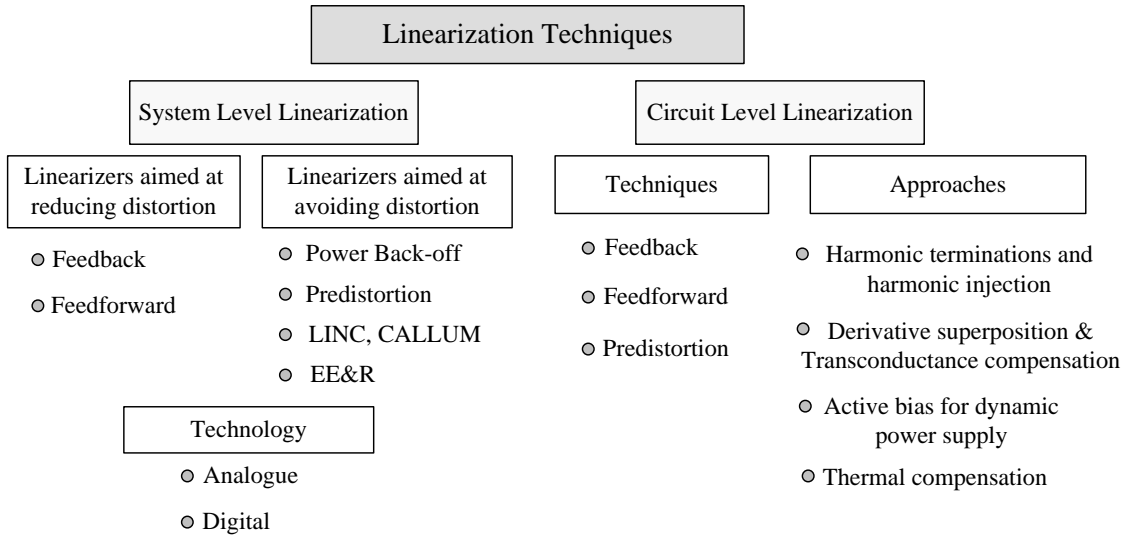 Linearization Techniques
System Level Linearization
Linearizers aimed at
reducing distortion
Feedback
Feedforward
Linearizers aimed at
avoiding distortion
Power Back-off
Predistortion
LINC, CALLUM
EE&R
Technology
Analogue
Digital
Circuit Level Linearization
Techniques
Feedback
Feedforward
Predistortion
Approaches
Harmonic terminations and
harmonic injection
Derivative superposition &
Transconductance compensation
Active bias for dynamic
power supply
Thermal compensation